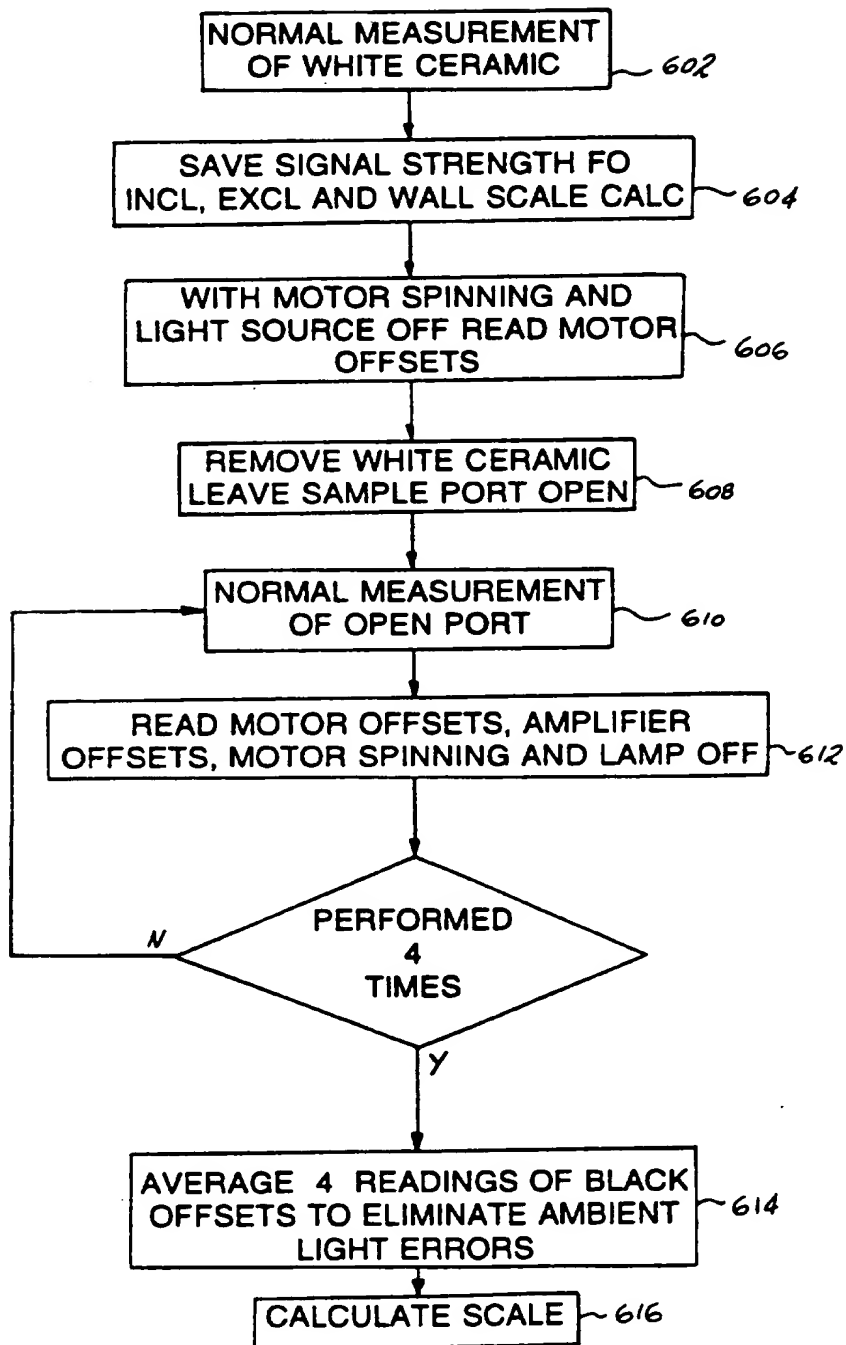 NORMAL MEASUREMENT
OF WHITE CERAMIC
602
SAVE SIGNAL STRENGTH FO
INCL, EXCL AND WALL SCALE CALC
604
WITH MOTOR SPINNING AND
LIGHT SOURCE OFF READ MOTOR
OFFSETS
606
REMOVE WHITE CERAMIC
LEAVE SAMPLE PORT OPEN
608
NORMAL MEASUREMENT
OF OPEN PORT
610
READ MOTOR OFFSETS, AMPLIFIER
OFFSETS, MOTOR SPINNING AND LAMP OFF
612
PERFORMED
4
TIMES
N
Y
AVERAGE 4 READINGS OF BLACK
OFFSETS TO ELIMINATE AMBIENT
LIGHT ERRORS
614
CALCULATE SCALE
616